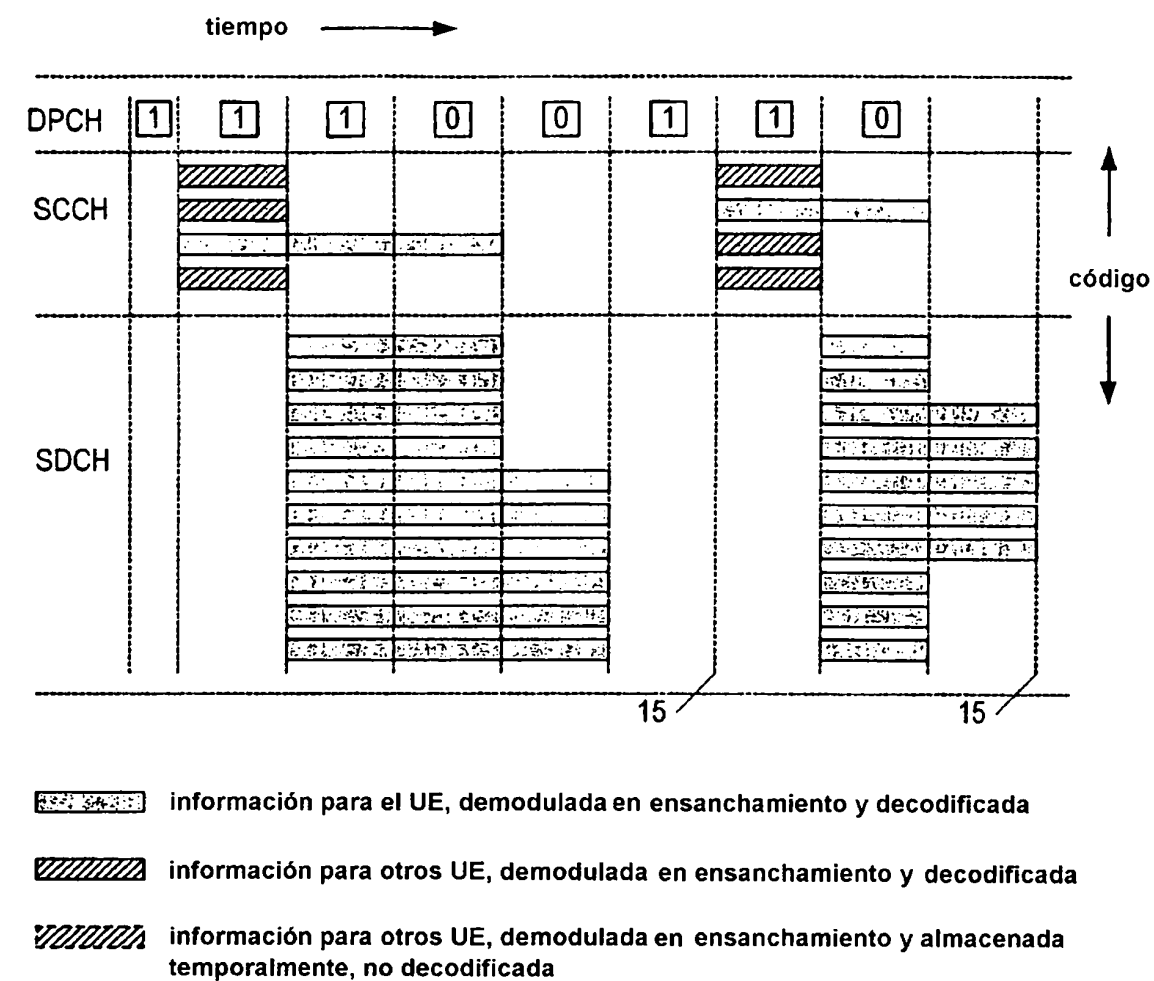 tiempo
DPCH 1 1 1 0 0 1 1 0
SCCH
código
SDCH
15 15
información para el UE, demodulada en ensanchamiento y decodificada
información para otros UE, demodulada en ensanchamiento y decodificada
información para otros UE, demodulada en ensanchamiento y almacenada
temporalmente, no decodificada